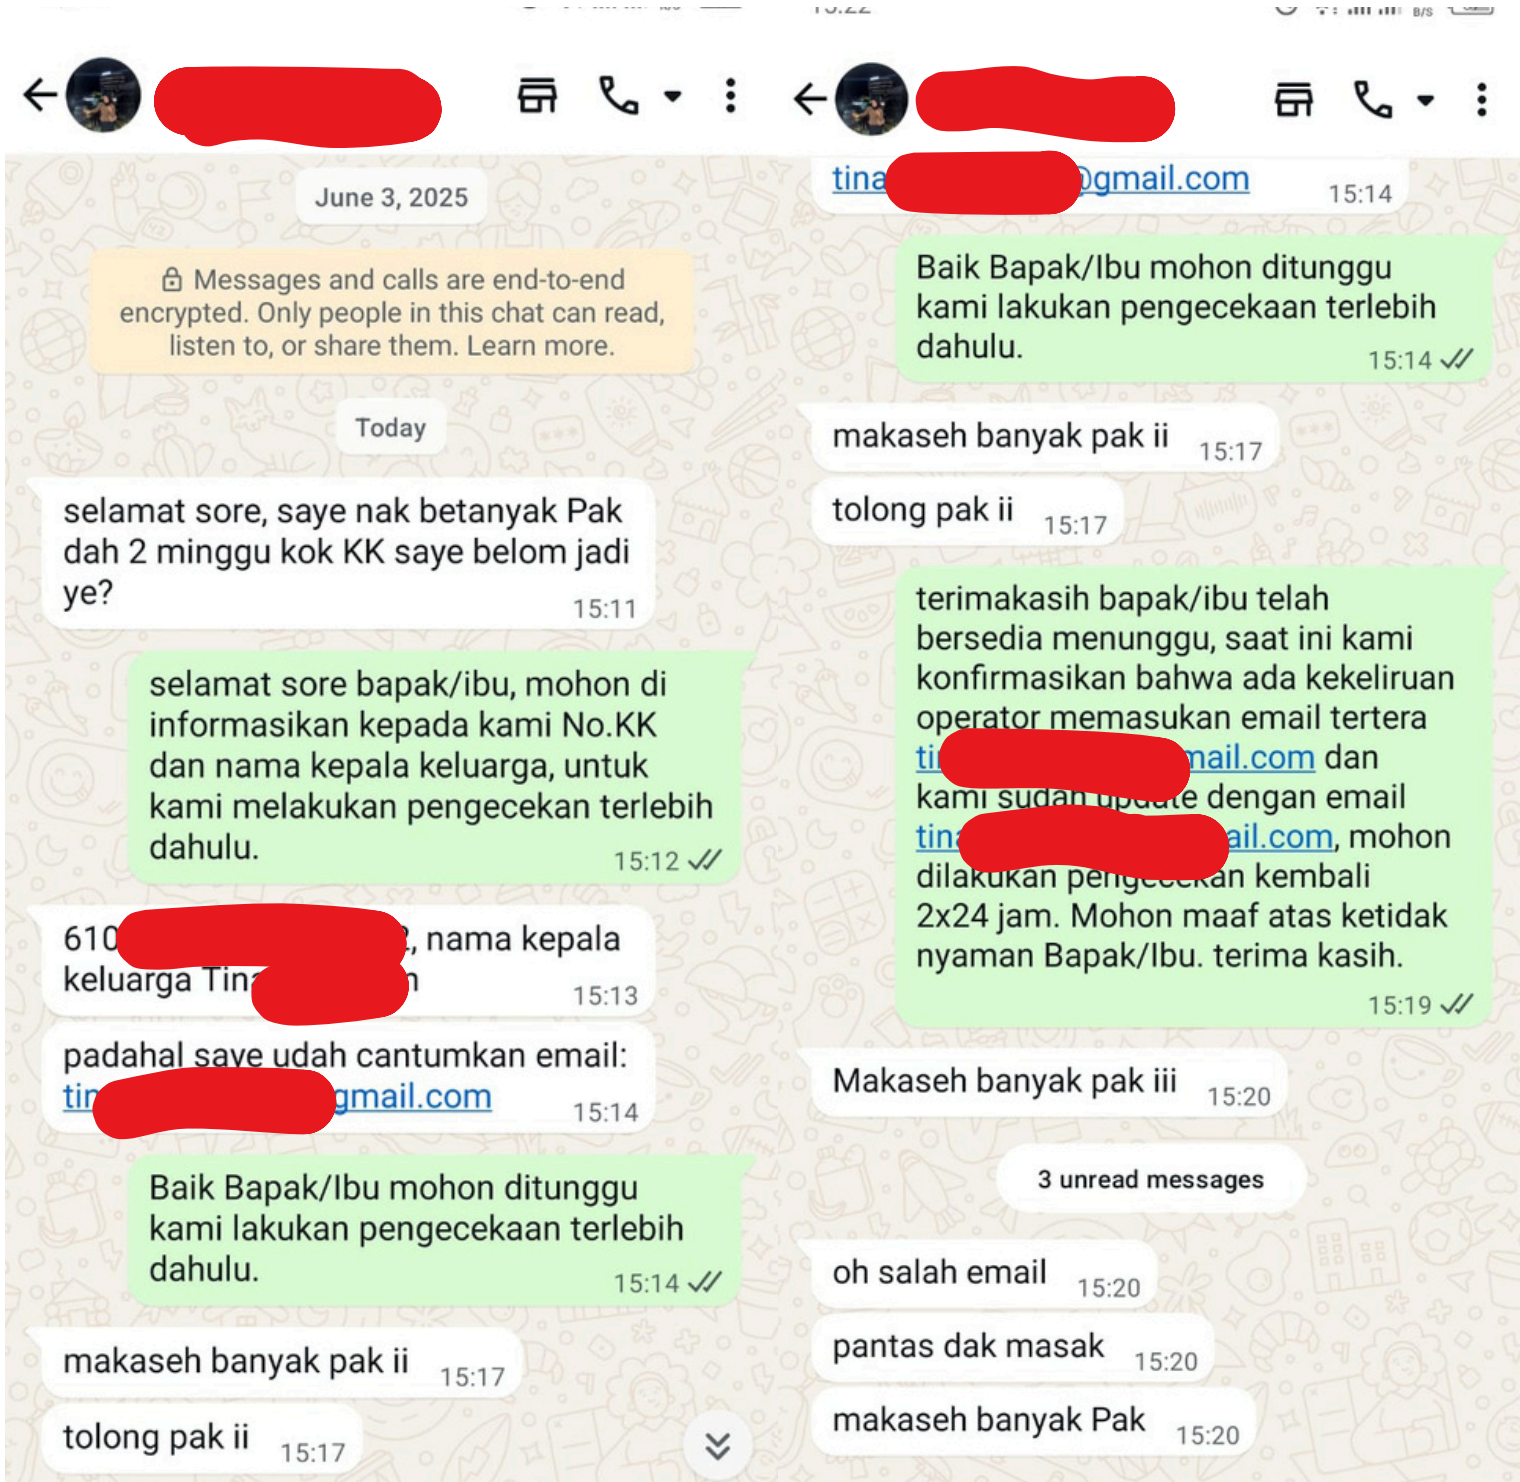 June 3, 2025
Messages and calls are end-to-end
encrypted. Only people in this chat can read,
listen to, or share them. Learn more.
Today
selamat sore, saye nak betanyak Pak
dah 2 minggu kok KK saye belom jadi
ye?
15:11
selamat sore bapak/ibu, mohon di
informasikan kepada kami No.KK
dan nama kepala keluarga, untuk
kami melakukan pengecekan terlebih
dahulu.
15:12
610 , nama kepala
keluarga Tina
15:13
padahal saye udah cantumkan email:
tin gmail.com
15:14
Baik Bapak/Ibu mohon ditunggu
kami lakukan pengecekaan terlebih
dahulu.
15:14
makaseh banyak pak ii
15:17
tolong pak ii
15:17
15:22
B/S
tina @gmail.com
15:14
Baik Bapak/Ibu mohon ditunggu
kami lakukan pengecekaan terlebih
dahulu.
15:14
makaseh banyak pak ii
15:17
tolong pak ii
15:17
terimakasih bapak/ibu telah
bersedia menunggu, saat ini kami
konfirmasikan bahwa ada kekeliruan
operator memasukan email tertera
ti mail.com dan
kami sudah update dengan email
tina ail.com, mohon
dilakukan pengecekan kembali
2x24 jam. Mohon maaf atas ketidak
nyaman Bapak/Ibu. terima kasih.
15:19
Makaseh banyak pak iii
15:20
3 unread messages
oh salah email
15:20
pantas dak masak
15:20
makaseh banyak Pak
15:20